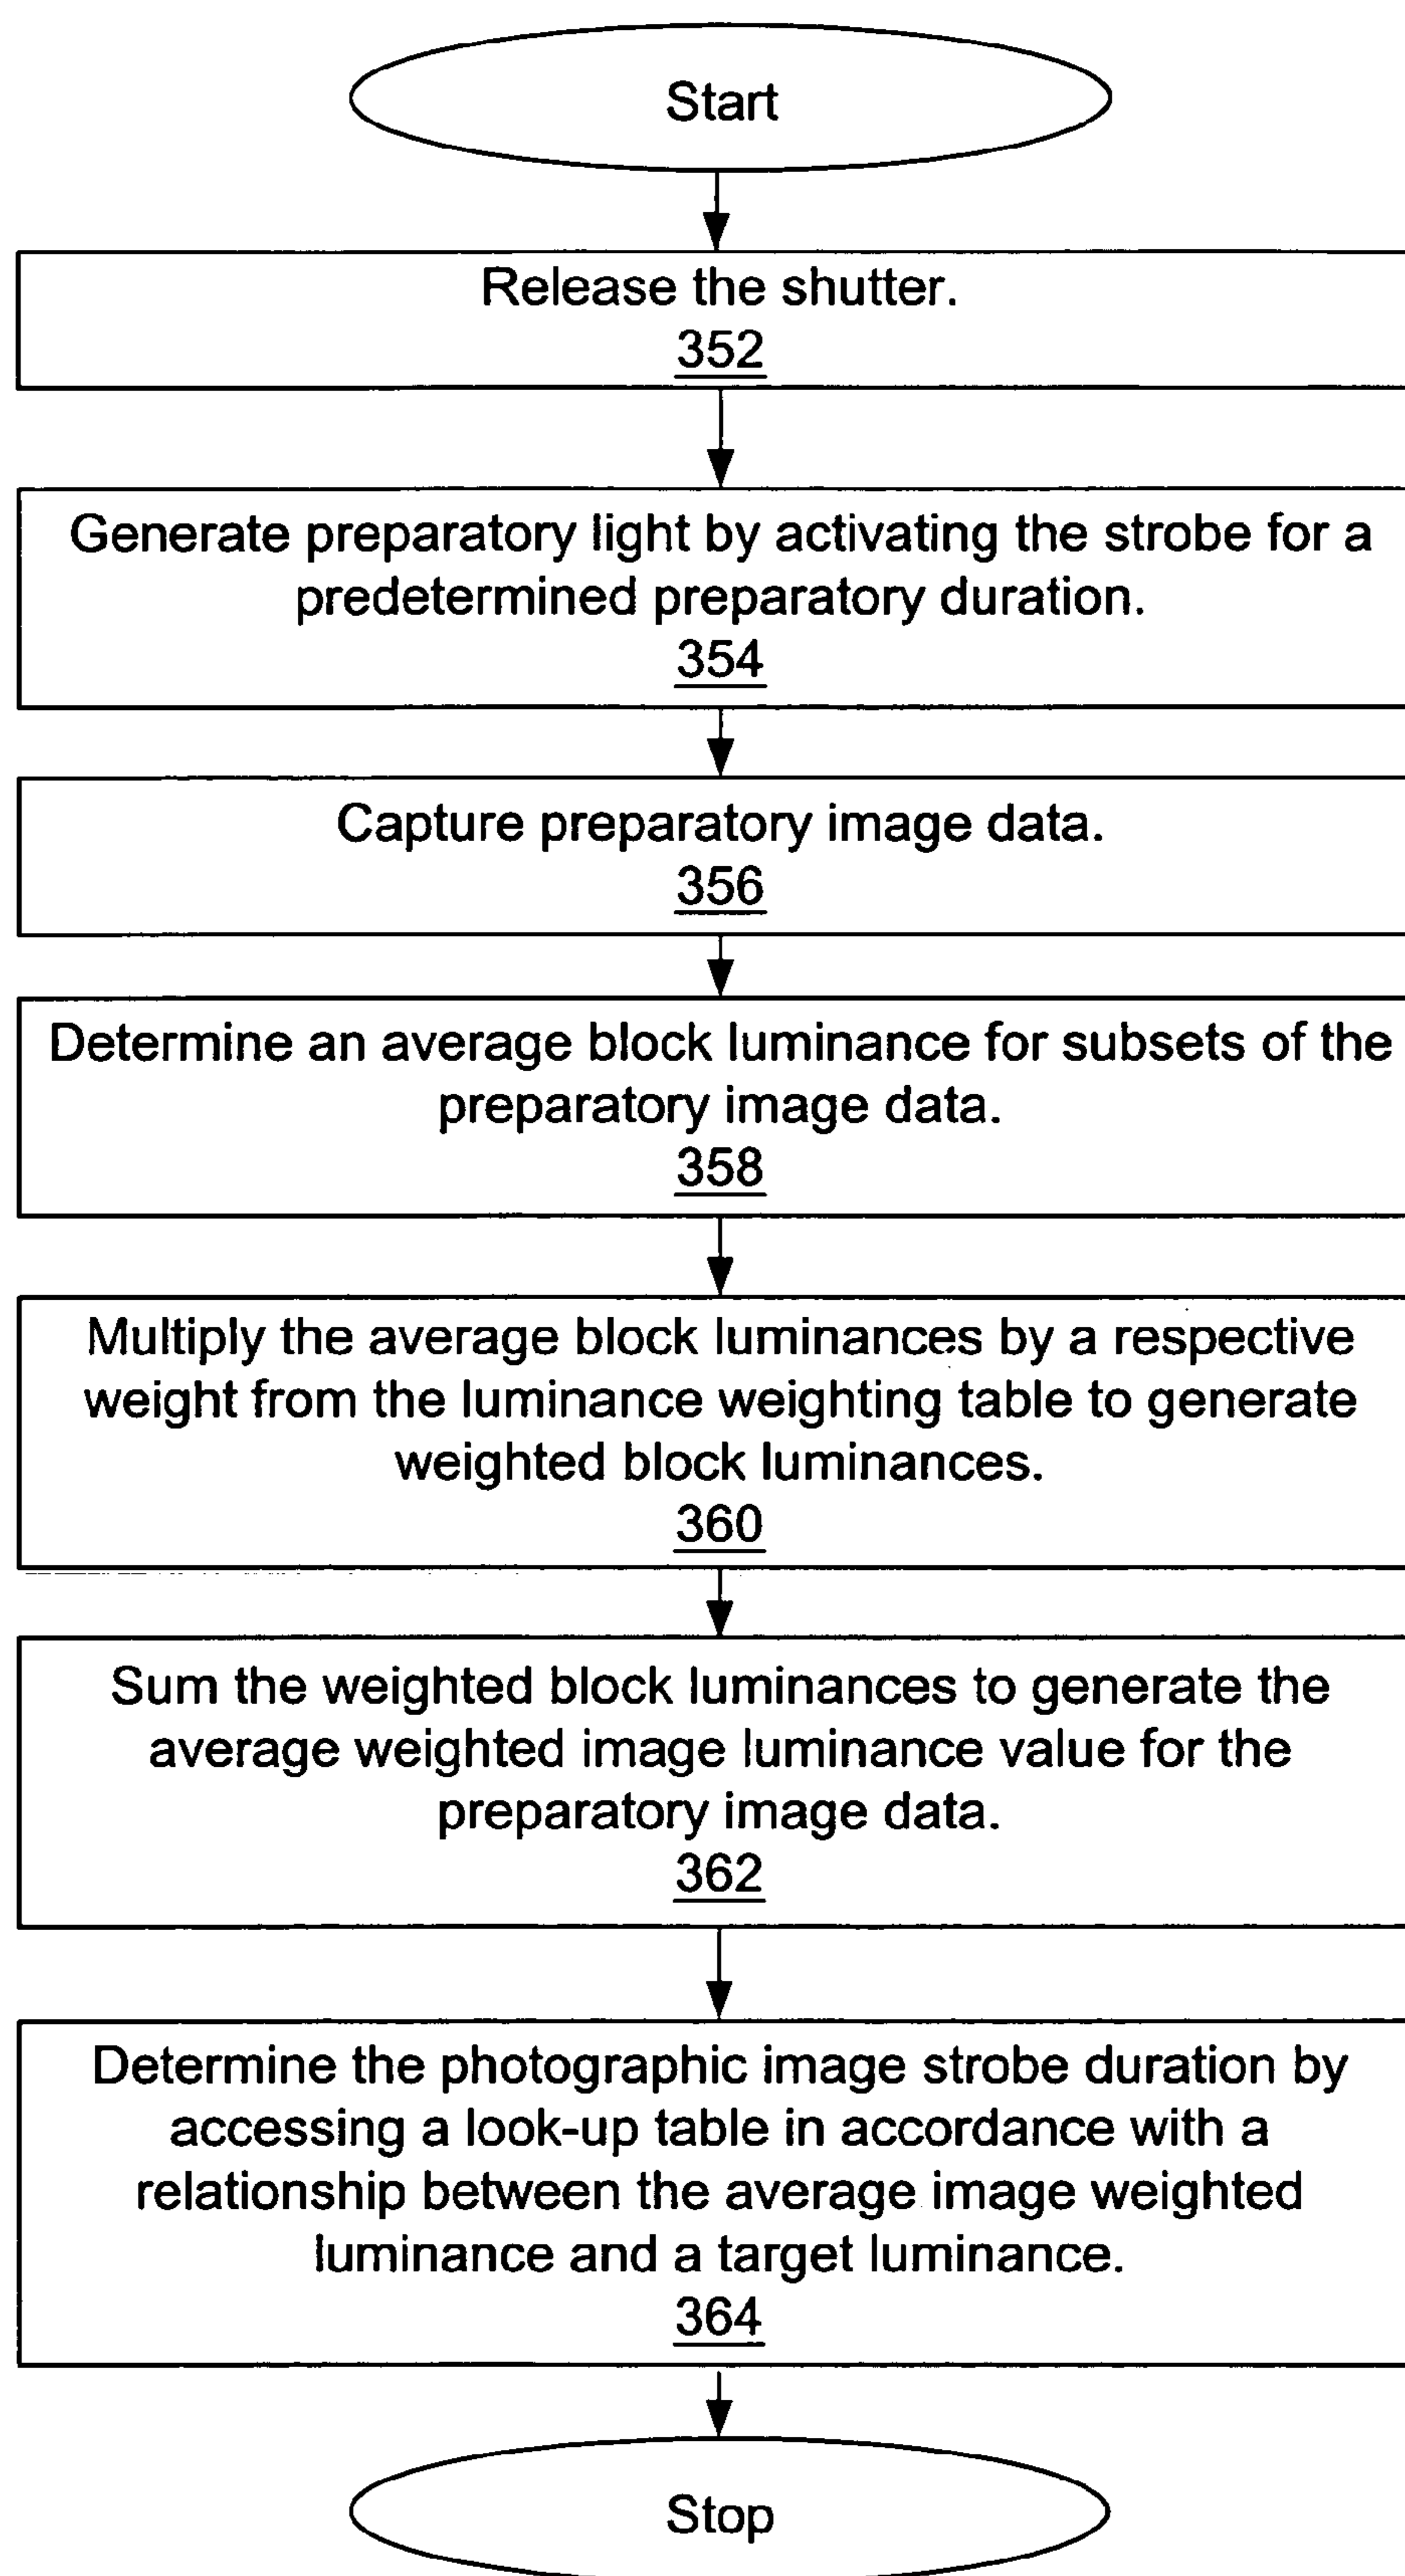 Start
Release the shutter.
352
Generate preparatory light by activating the strobe for a
predetermined preparatory duration.
354
Capture preparatory image data.
356
Determine an average block luminance for subsets of the
preparatory image data.
358
Multiply the average block luminances by a respective
weight from the luminance weighting table to generate
weighted block luminances.
360
Sum the weighted block luminances to generate the
average weighted image luminance value for the
preparatory image data.
362
Determine the photographic image strobe duration by
accessing a look-up table in accordance with a
relationship between the average image weighted
luminance and a target luminance.
364
Stop